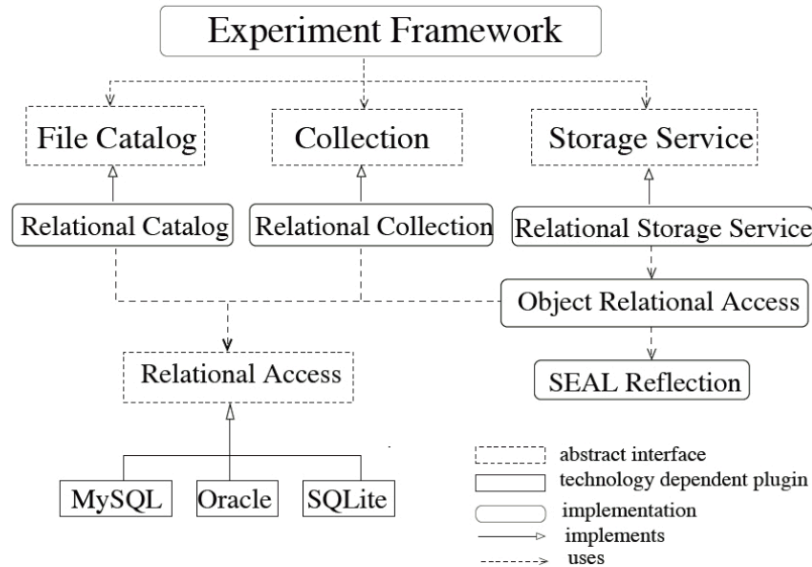 Experiment Framework
File Catalog
Collection
Storage Service
Relational Catalog
Relational Collection
Relational Storage Service
Object Relational Access
Relational Access
SEAL Reflection
MySQL
Oracle
SQLite
abstract interface
technology dependent plugin
implementation
implements
uses